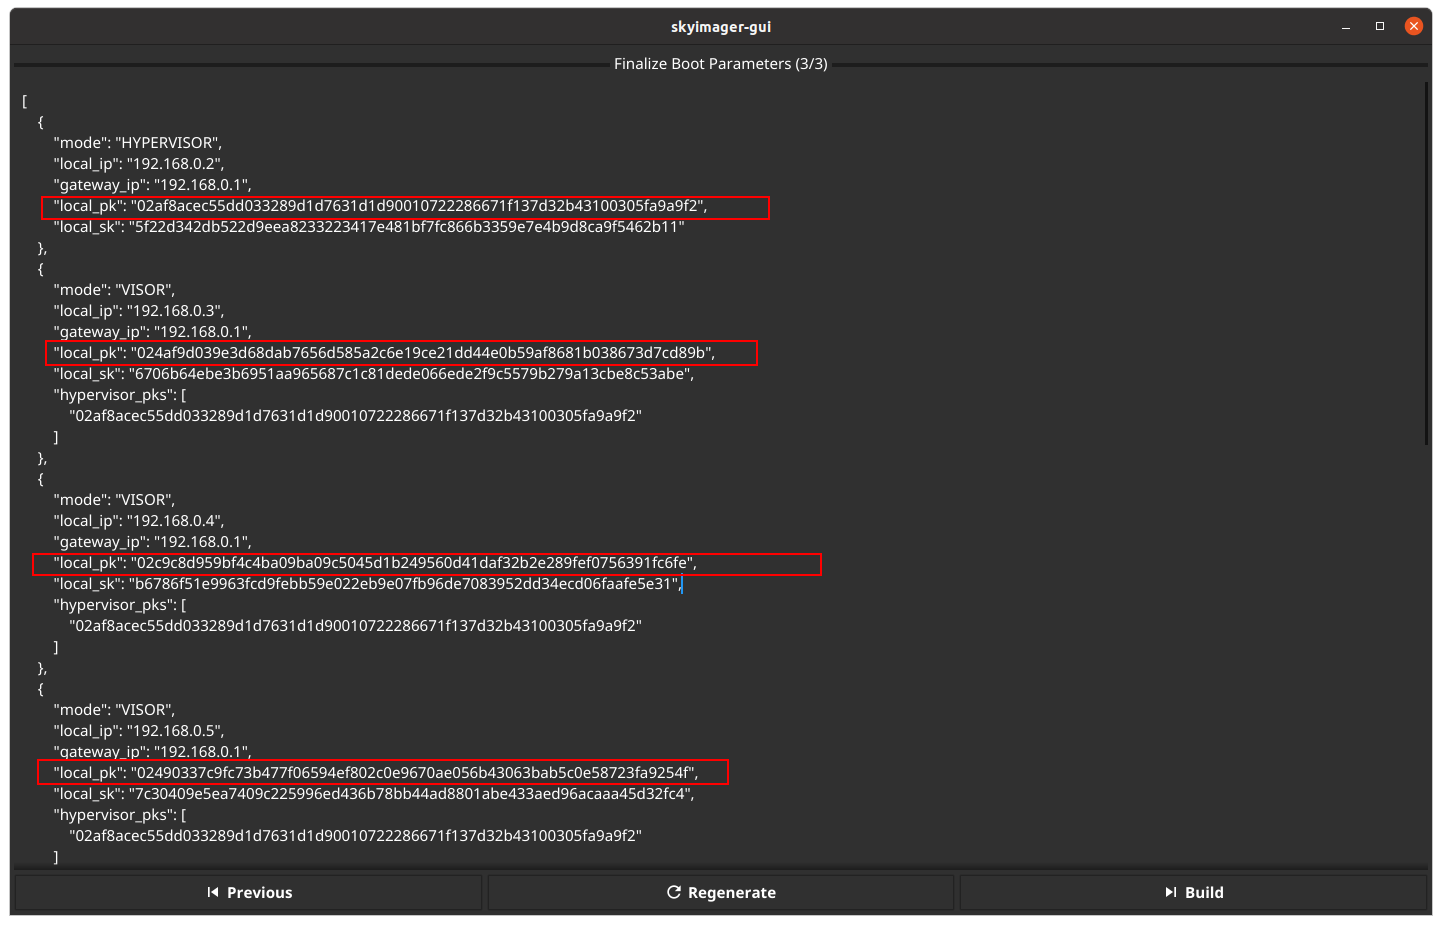 skyimager-gui
Finalize Boot Parameters (3/3)
[
{
"mode": "HYPERVISOR",
"local_ip": "192.168.0.2",
"gateway_ip": "192.168.0.1",
"local_pk": "02af8acec55dd033289d1d7631d1d90010722286671f137d32b43100305fa9a9f2",
"local_sk": "5f22d342db522d9eea8233223417e481bf7fc866b3359e7e4b9d8ca9f5462b11"
},
{
"mode": "VISOR",
"local_ip": "192.168.0.3",
"gateway_ip": "192.168.0.1",
"local_pk": "024af9d039e3d68dab7656d585a2c6e19ce21dd44e0b59af8681b038673d7cd89b",
"local_sk": "6706b64ebe3b6951aa965687c1c81dede066ede2f9c5579b279a13cbe8c53abe",
"hypervisor_pks": [
"02af8acec55dd033289d1d7631d1d90010722286671f137d32b43100305fa9a9f2"
]
},
{
"mode": "VISOR",
"local_ip": "192.168.0.4",
"gateway_ip": "192.168.0.1",
"local_pk": "02c9c8d959bf4c4ba09ba09c5045d1b249560d41daf32b2e289fef0756391fc6fe",
"local_sk": "b6786f51e9963fcd9febb59e022eb9e07fb96de7083952dd34ecd06faafe5e31",
"hypervisor_pks": [
"02af8acec55dd033289d1d7631d1d90010722286671f137d32b43100305fa9a9f2"
]
},
{
"mode": "VISOR",
"local_ip": "192.168.0.5",
"gateway_ip": "192.168.0.1",
"local_pk": "02490337c9fc73b477f06594ef802c0e9670ae056b43063bab5c0e58723fa9254f",
"local_sk": "7c30409e5ea7409c225996ed436b78bb44ad8801abe433aed96acaaa45d32fc4",
"hypervisor_pks": [
"02af8acec55dd033289d1d7631d1d90010722286671f137d32b43100305fa9a9f2"
]
Previous
Regenerate
Build